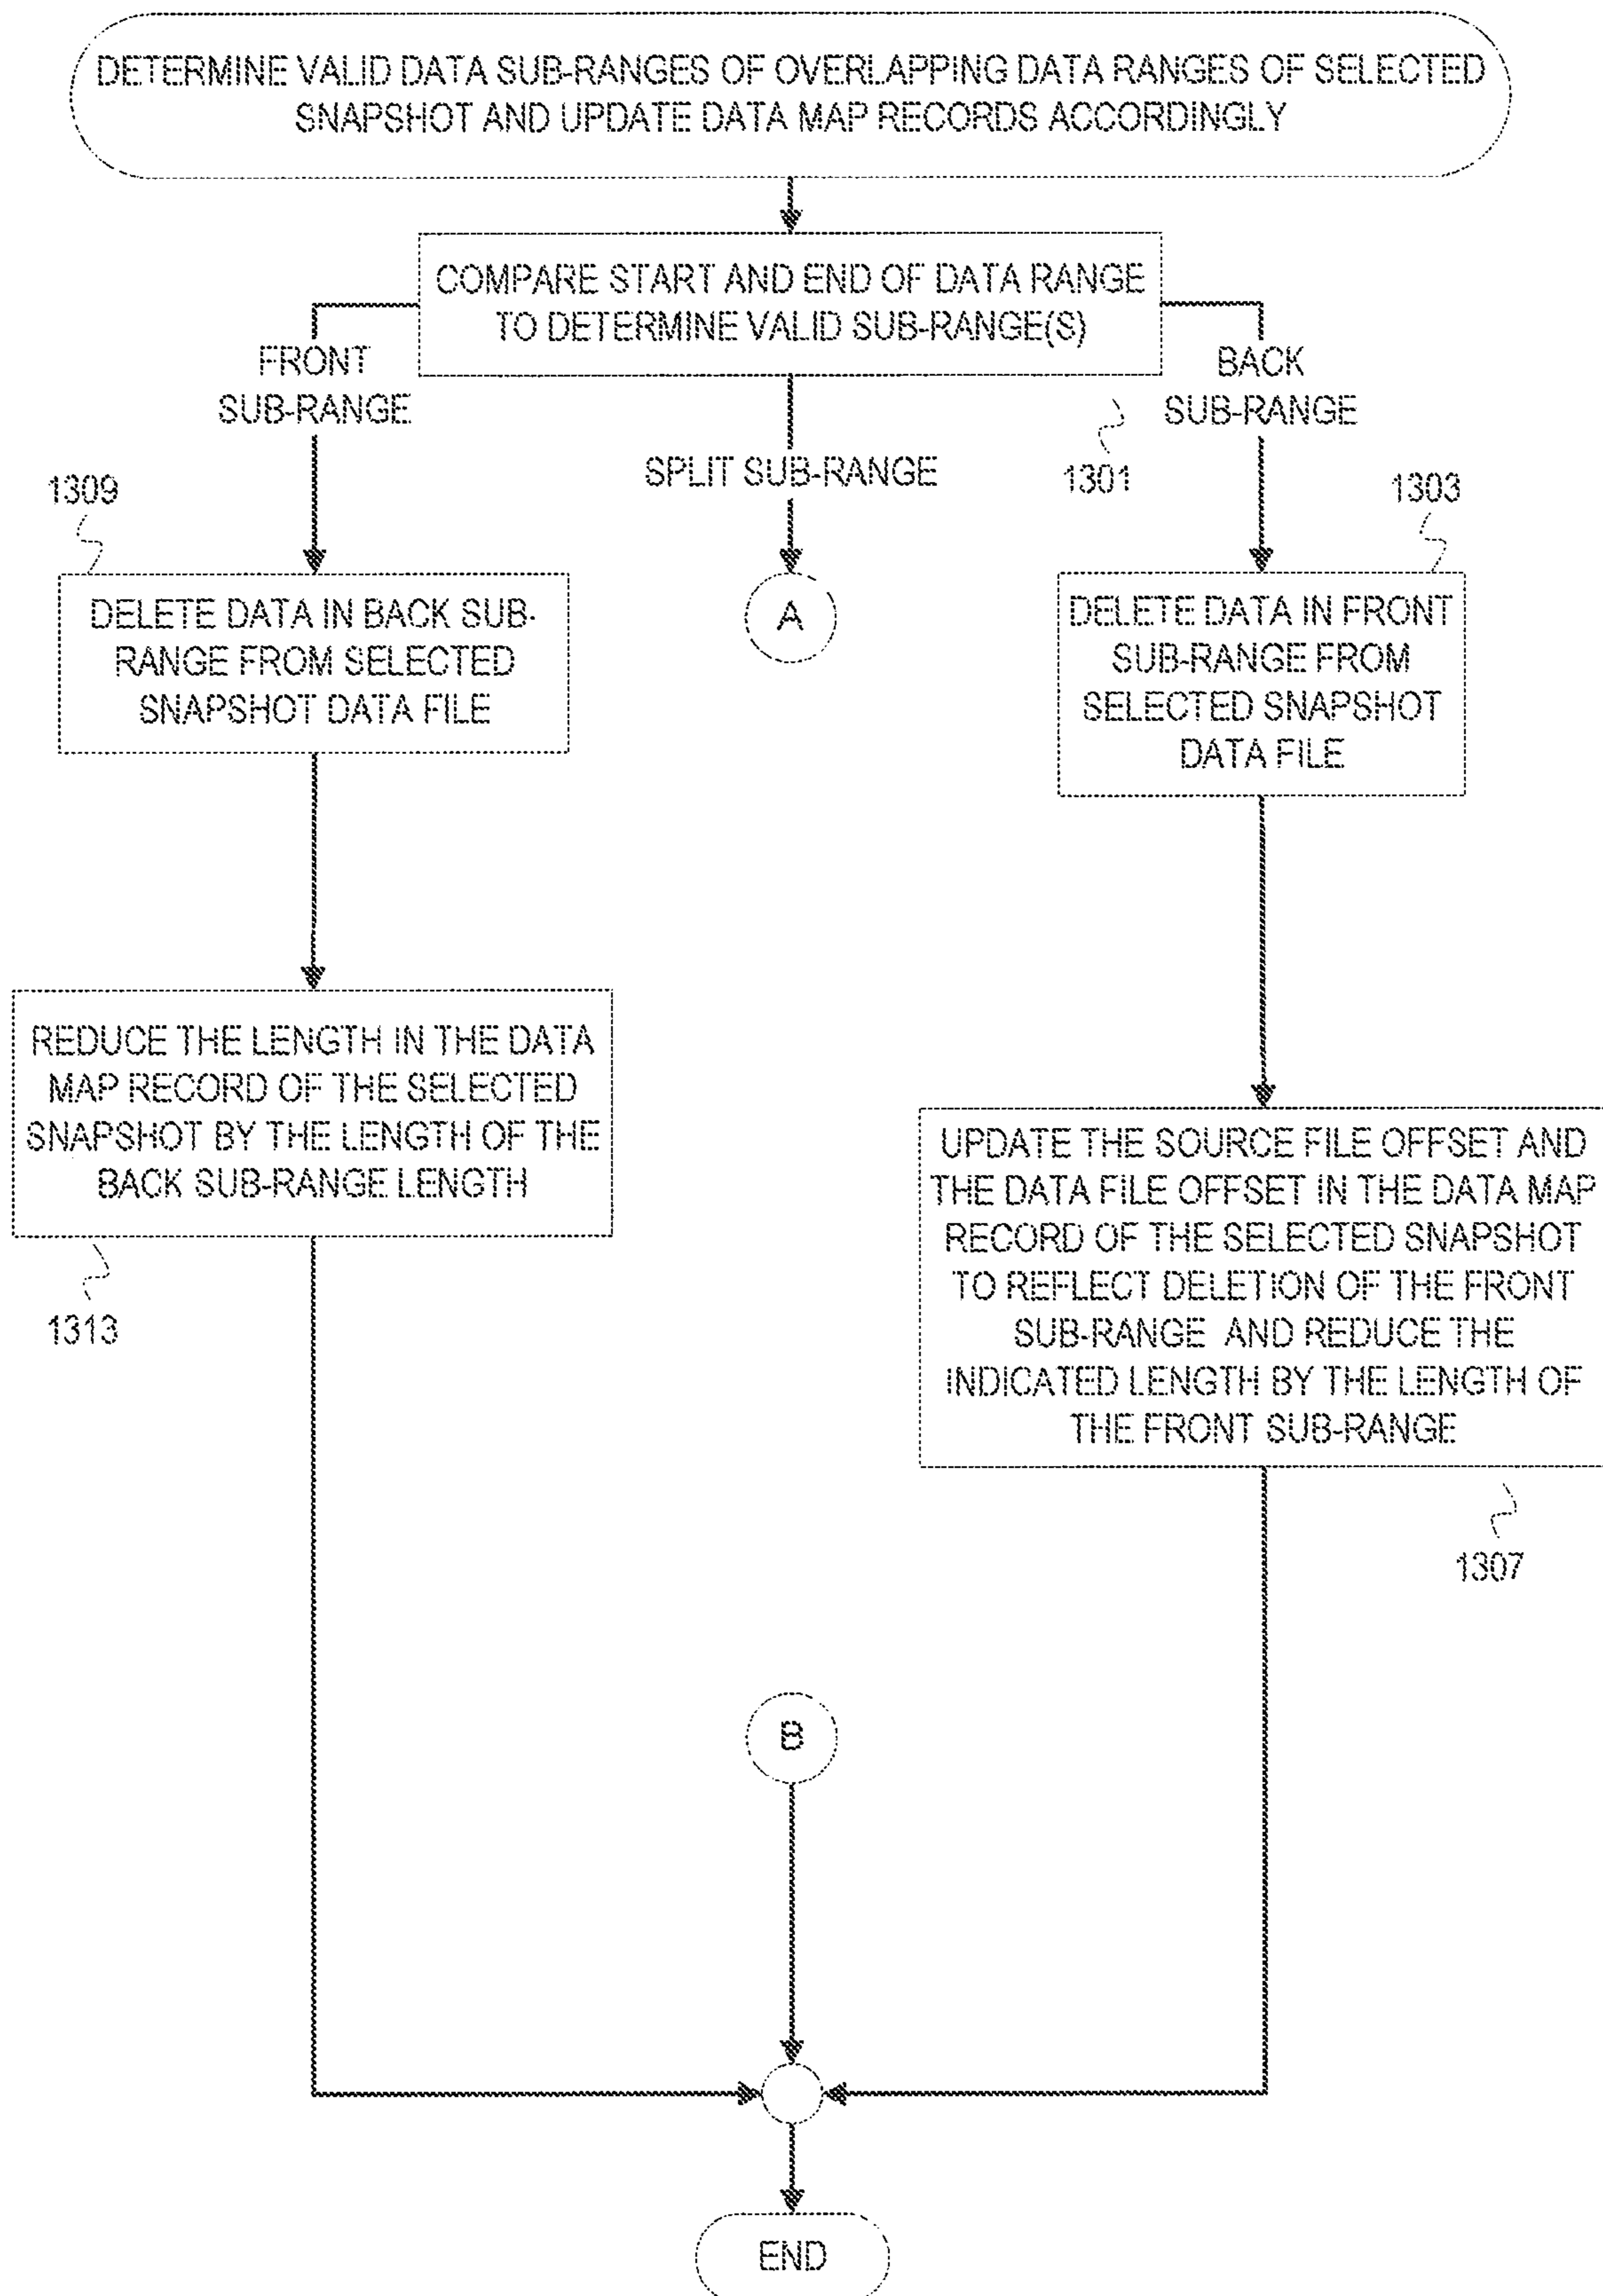 DETERMINE VALID DATA SUB-RANGES OF OVERLAPPING DATA RANGES OF SELECTED
SNAPSHOT AND UPDATE DATA MAP RECORDS ACCORDINGLY
COMPARE START AND END OF DATA RANGE
TO DETERMINE VALID SUB-RANGE(S)
FRONT
SUB-RANGE
SPLIT SUB-RANGE
1301
BACK
SUB-RANGE
1309
1303
DELETE DATA IN BACK SUB-
RANGE FROM SELECTED
SNAPSHOT DATA FILE
A
DELETE DATA IN FRONT
SUB-RANGE FROM
SELECTED SNAPSHOT
DATA FILE
REDUCE THE LENGTH IN THE DATA
MAP RECORD OF THE SELECTED
SNAPSHOT BY THE LENGTH OF THE
BACK SUB-RANGE LENGTH
1313
UPDATE THE SOURCE FILE OFFSET AND
THE DATA FILE OFFSET IN THE DATA MAP
RECORD OF THE SELECTED SNAPSHOT
TO REFLECT DELETION OF THE FRONT
SUB-RANGE AND REDUCE THE
INDICATED LENGTH BY THE LENGTH OF
THE FRONT SUB-RANGE
1307
B
END